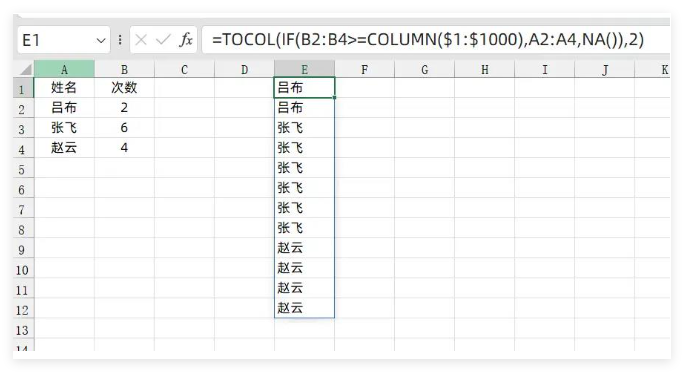 E1 fx =TOCOL(IF(B2:B4>=COLUMN($1:$1000),A2:A4,NA()),2)
A B C D E F G H I J K
1 姓名 次数 吕布
2 吕布 2 吕布
3 张飞 6 张飞
4 赵云 4 张飞
5 张飞
6 张飞
7 张飞
8 张飞
9 赵云
10 赵云
11 赵云
12 赵云
13
14